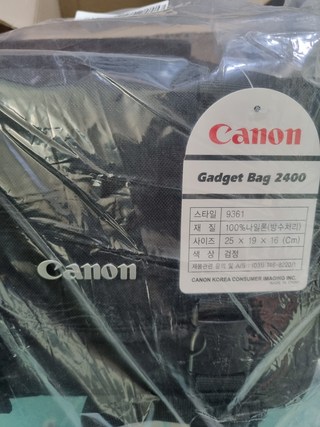 Canon
Gadget Bag 2400
스타일 9361
재 질 100%나일론(방수처리)
사이즈 25 × 19 × 16 (Cm)
색 상 검정
CANON KOREA CONSUMER IMAGING INC.
Canon